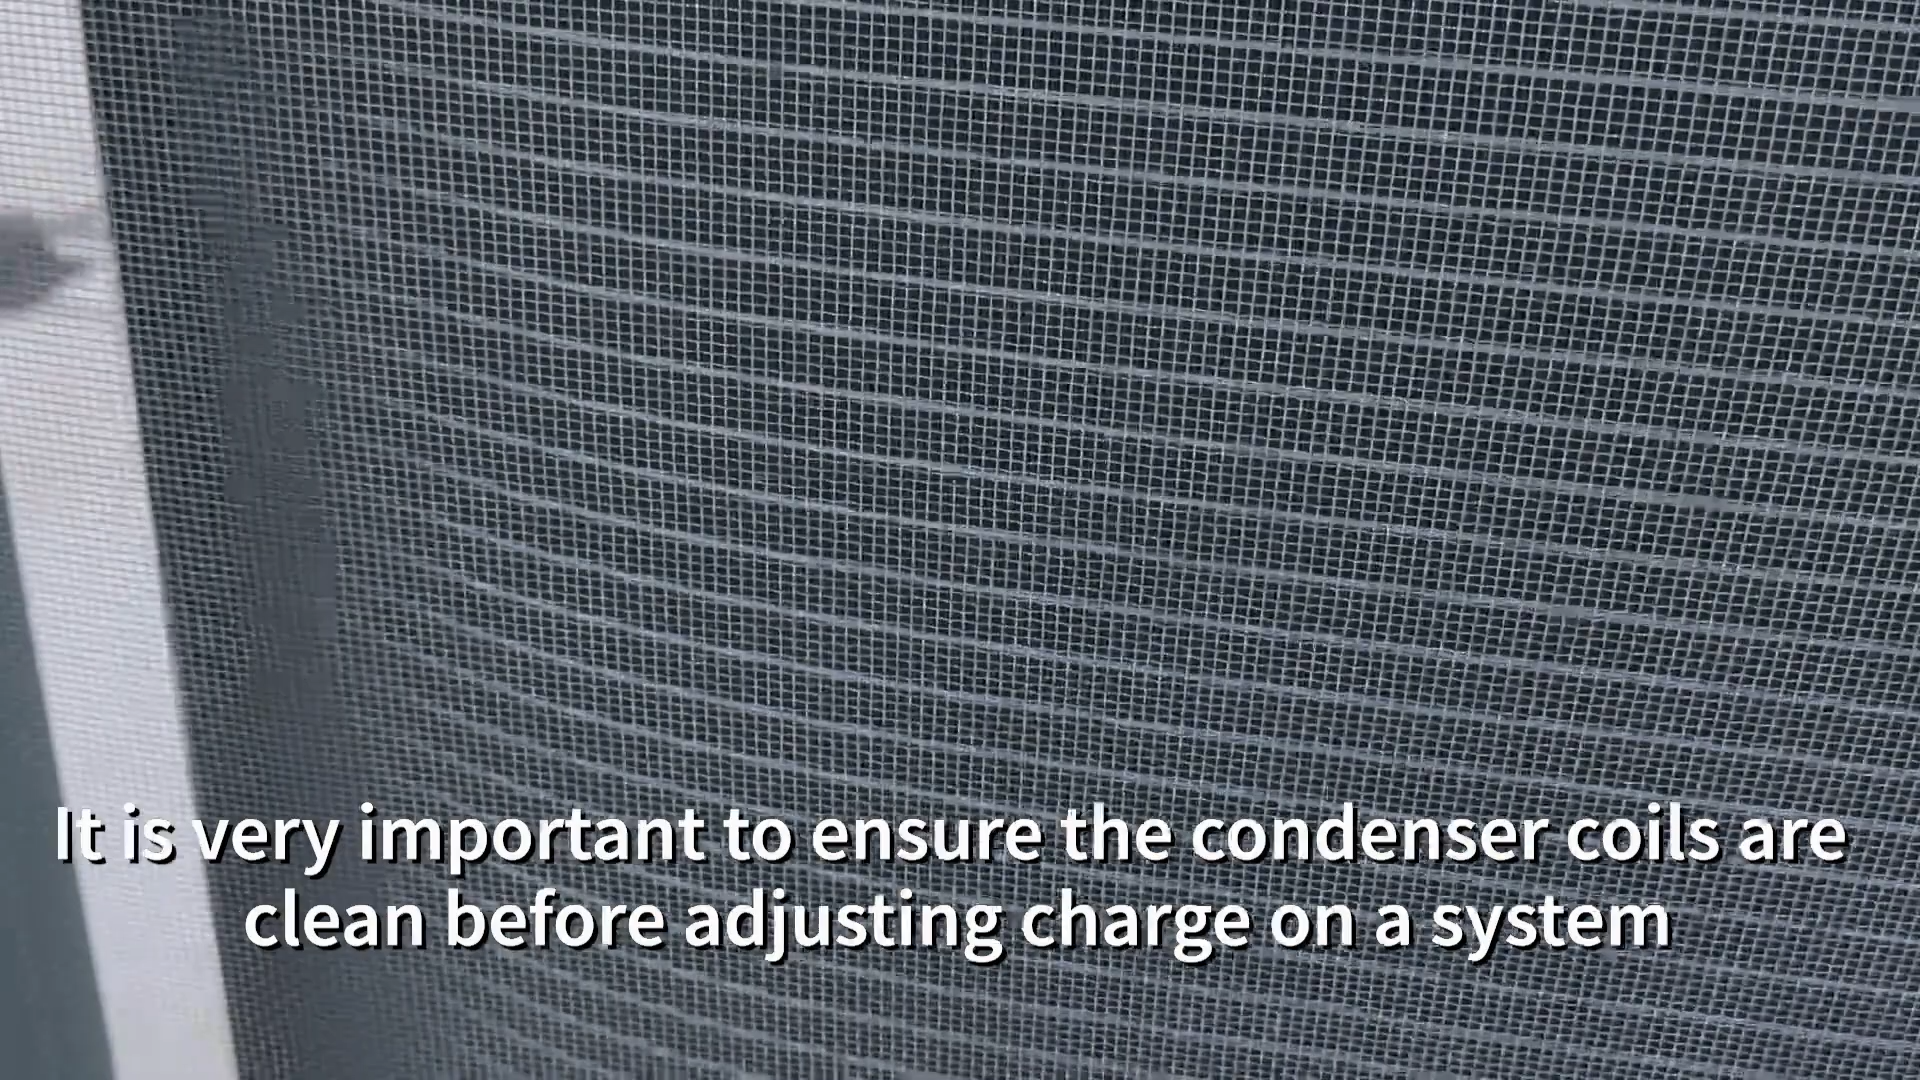 It is very important to ensure the condenser coils are
clean before adjusting charge on a system